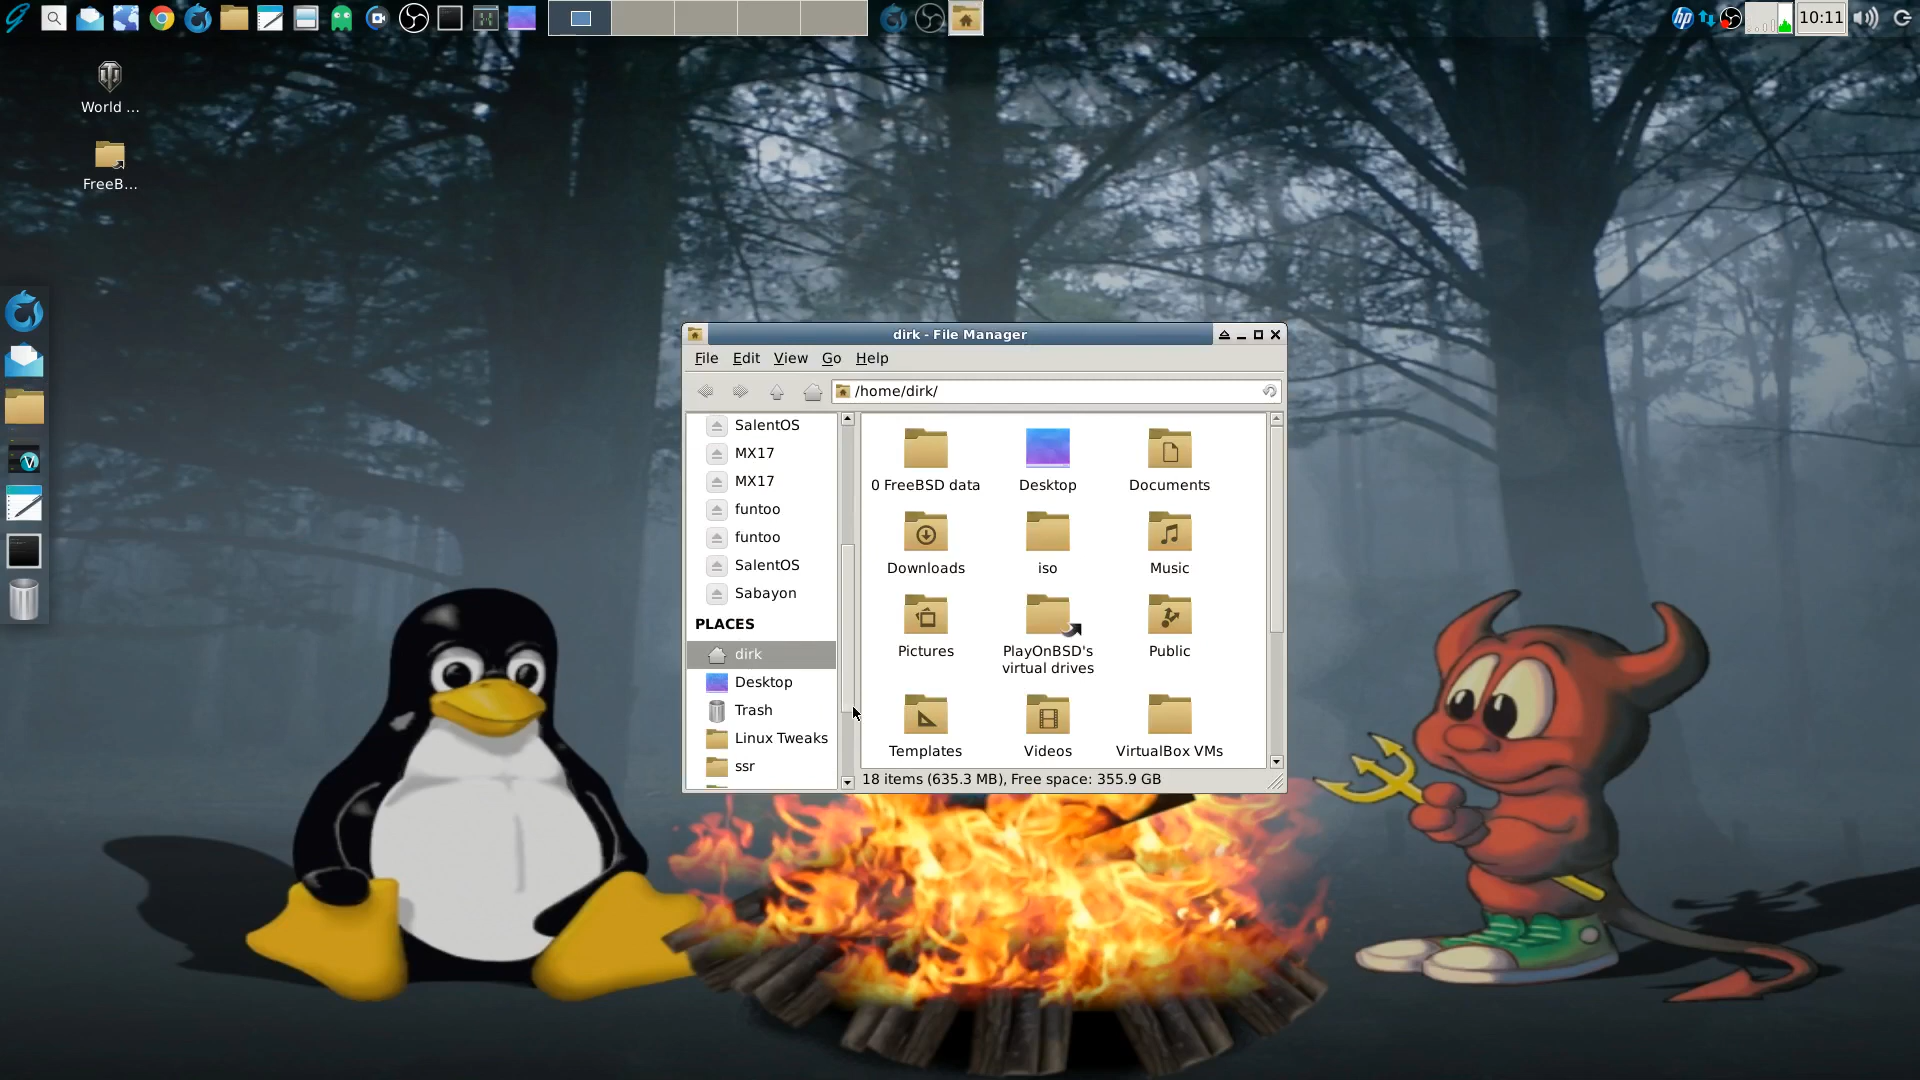 hp
10:11
World ...
FreeB...
dirk - File Manager
File Edit View Go Help
/home/dirk/
SalentOS
MX17
MX17
funtoo
funtoo
SalentOS
Sabayon
PLACES
dirk
Desktop
Trash
Linux Tweaks
ssr
0 FreeBSD data
Desktop
Documents
Downloads
iso
Music
Pictures
PlayOnBSD's
virtual drives
Public
Templates
Videos
VirtualBox VMs
18 items (635.3 MB), Free space: 355.9 GB